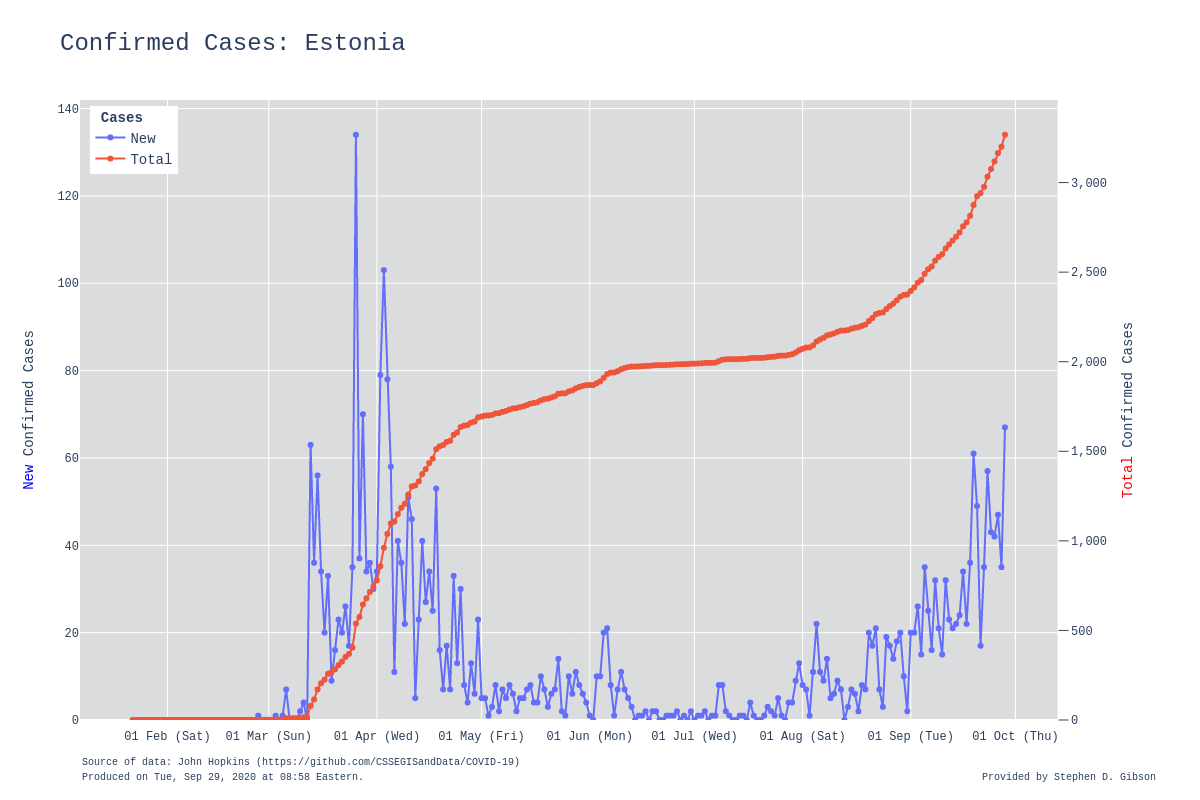 Confirmed Cases: Estonia
Cases
New
Total
140
120
100
80
60
40
20
0
3,000
2,500
2,000
1,500
1,000
500
0
New Confirmed Cases
Total Confirmed Cases
01 Feb (Sat) 01 Mar (Sun) 01 Apr (Wed) 01 May (Fri) 01 Jun (Mon) 01 Jul (Wed) 01 Aug (Sat) 01 Sep (Tue) 01 Oct (Thu)
Source of data: John Hopkins (https://github.com/CSSEGISandData/COVID-19)
Produced on Tue, Sep 29, 2020 at 08:58 Eastern.
Provided by Stephen D. Gibson